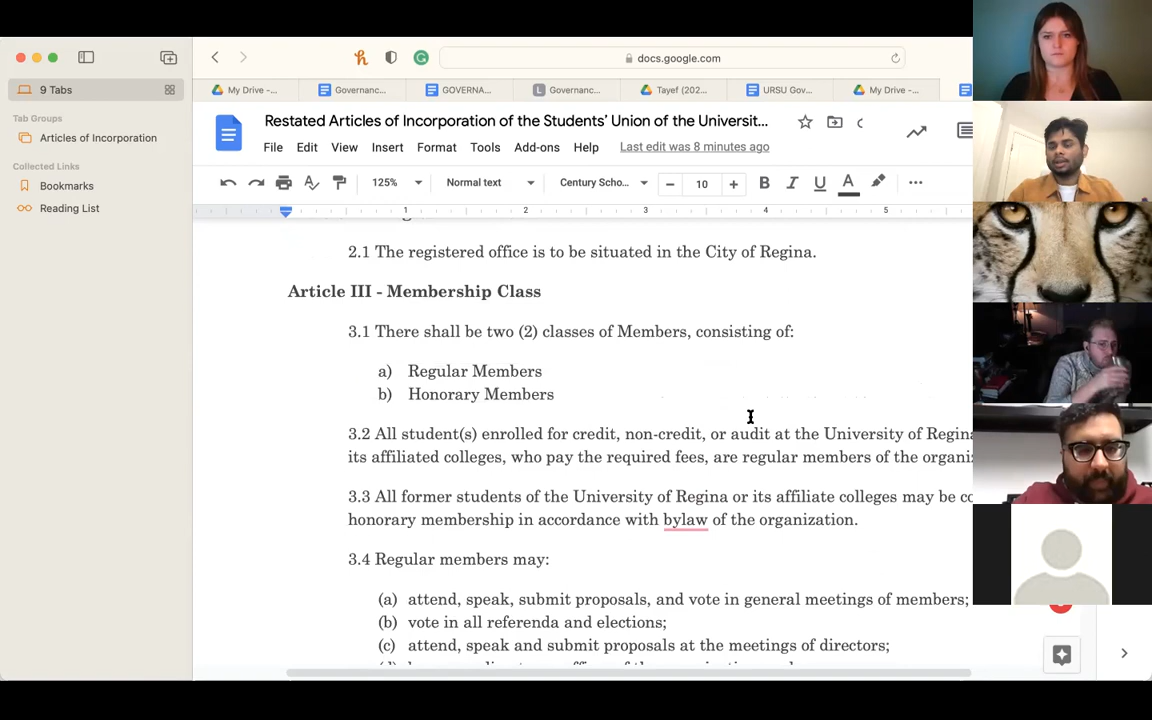 docs.google.com
9 Tabs
Tab Groups
Articles of Incorporation
Collected Links
Bookmarks
Reading List
My Drive -...
Governanc...
GOVERNA...
Governanc...
Tayef (202...
URSU Gov...
My Drive -...
Restated Articles of Incorporation of the Students' Union of the Universit...
File Edit View Insert Format Tools Add-ons Help Last edit was 8 minutes ago
125% Normal text Century Scho... - 10 + B I U A ...
1 2 3 4 5
2.1 The registered office is to be situated in the City of Regina.
Article III - Membership Class
3.1 There shall be two (2) classes of Members, consisting of:
a) Regular Members
b) Honorary Members
3.2 All student(s) enrolled for credit, non-credit, or audit at the University of Regina
its affiliated colleges, who pay the required fees, are regular members of the organi
3.3 All former students of the University of Regina or its affiliate colleges may be co
honorary membership in accordance with bylaw of the organization.
3.4 Regular members may:
(a) attend, speak, submit proposals, and vote in general meetings of members;
(b) vote in all referenda and elections;
(c) attend, speak and submit proposals at the meetings of directors;